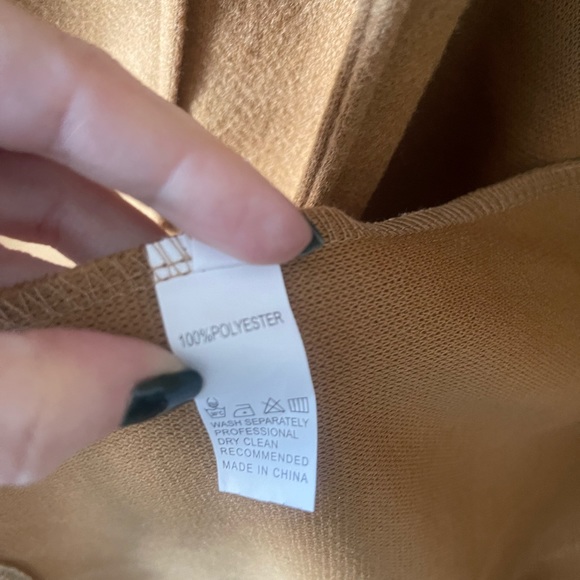 100%POLYESTER
WASH SEPARATELY
PROFESSIONAL
DRY CLEAN
RECOMMENDED
MADE IN CHINA